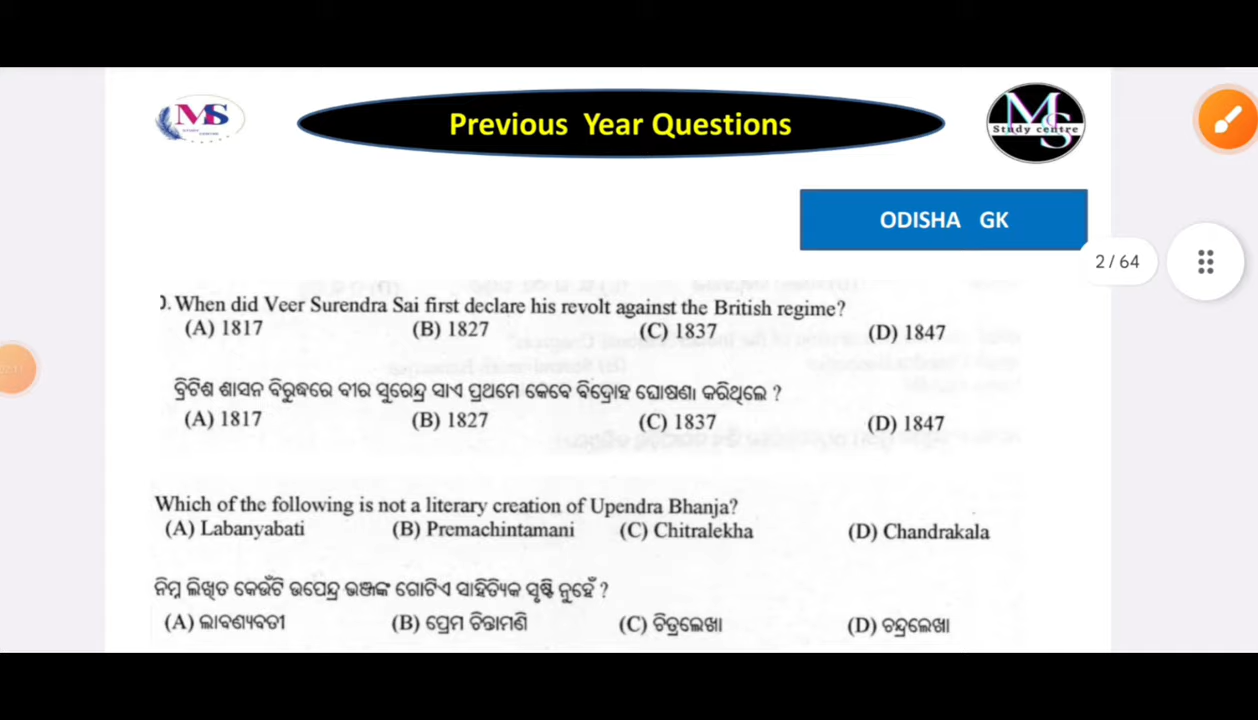 MS
Previous Year Questions
MS
Study centre
ODISHA GK
2 / 64
). When did Veer Surendra Sai first declare his revolt against the British regime?
(A) 1817 (B) 1827 (C) 1837 (D) 1847
ବ୍ରିଟିଶ ଶାସନ ବିରୁଦ୍ଧରେ ବୀର ସୁରେନ୍ଦ୍ର ସାଏ ପ୍ରଥମେ କେବେ ବିଦ୍ରୋହ ଘୋଷଣା କରିଥିଲେ ?
(A) 1817 (B) 1827 (C) 1837 (D) 1847
Which of the following is not a literary creation of Upendra Bhanja?
(A) Labanyabati (B) Premachintamani (C) Chitralekha (D) Chandrakala
ନିମ୍ନ ଲିଖିତ କେଉଁଟି ଉପେନ୍ଦ୍ର ଭଞ୍ଜଙ୍କ ଗୋଟିଏ ସାହିତ୍ୟିକ ସୃଷ୍ଟି ନୁହେଁ ?
(A) ଲାବଣ୍ୟବତୀ (B) ପ୍ରେମ ଚିନ୍ତାମଣି (C) ଚିତ୍ରଲେଖା (D) ଚନ୍ଦ୍ରଲେଖା